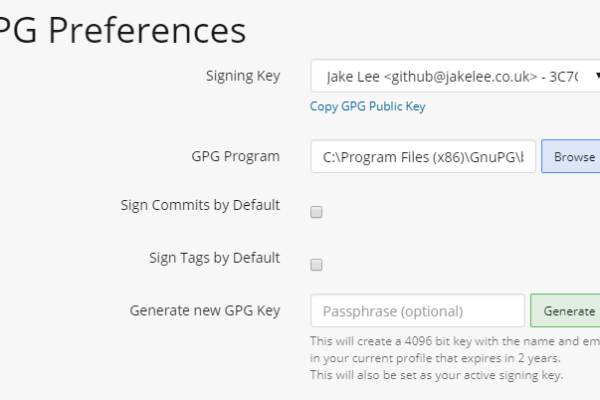 PG Preferences
Signing Key
Jake Lee <github@jakelee.co.uk> - 3C7
Copy GPG Public Key
GPG Program
C:\Program Files (x86)\GnuPG\
Browse
Sign Commits by Default
Sign Tags by Default
Generate new GPG Key
Passphrase (optional)
Generate
This will create a 4096 bit key with the name and em
in your current profile that expires in 2 years.
This will also be set as your active signing key.